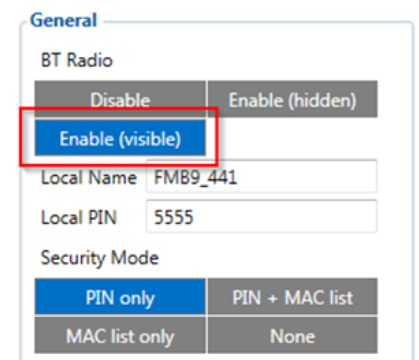 General
BT Radio
Disable Enable (hidden)
Enable (visible)
Local Name FMB9_441
Local PIN 5555
Security Mode
PIN only PIN + MAC list
MAC list only None